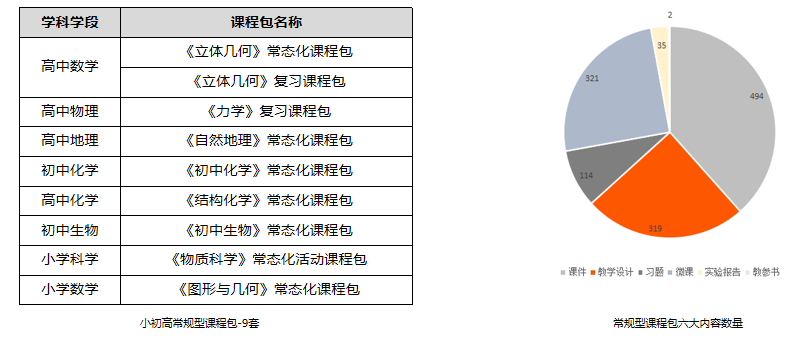 学科学段 课程包名称
高中数学 《立体几何》常态化课程包
《立体几何》复习课程包
高中物理 《力学》复习课程包
高中地理 《自然地理》常态化课程包
初中化学 《初中化学》常态化课程包
高中化学 《结构化学》常态化课程包
初中生物 《初中生物》常态化课程包
小学科学 《物质科学》常态化活动课程包
小学数学 《图形与几何》常态化课程包
小初高常规型课程包-9套
2
35
321
494
114
319
课件 教学设计 习题 微课 实验报告 教参书
常规型课程包六大内容数量